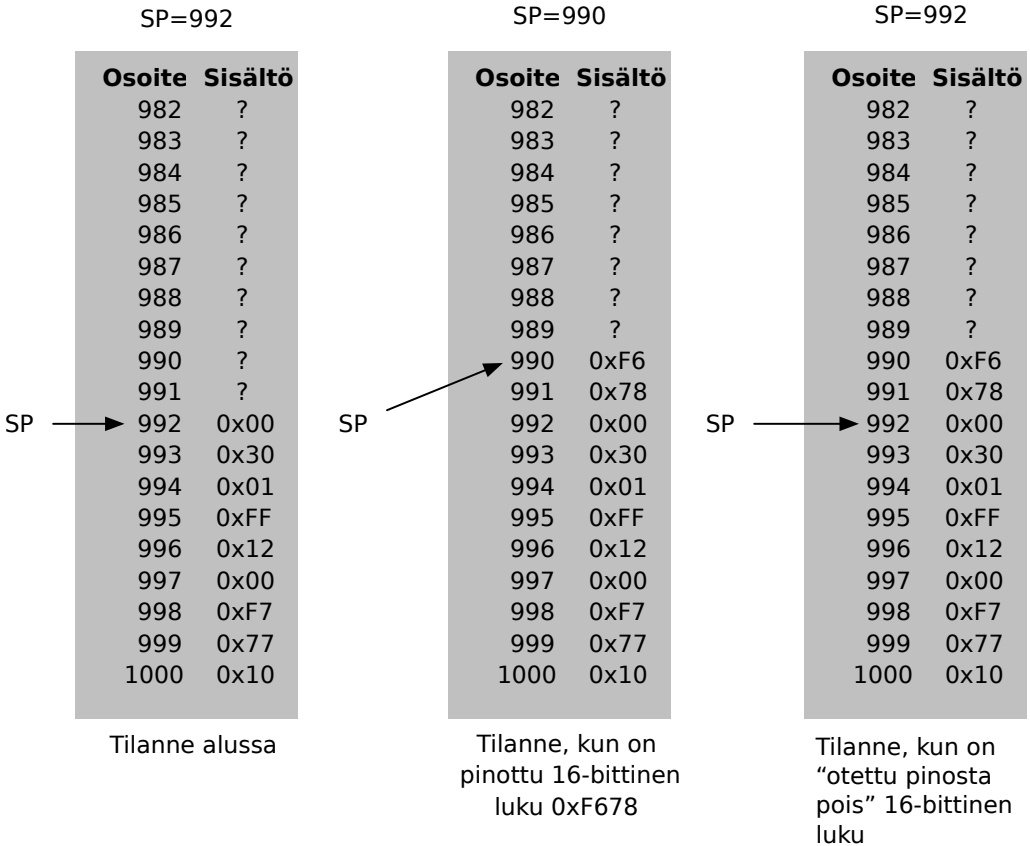 SP=992
Osoite Sisältö
982 ?
983 ?
984 ?
985 ?
986 ?
987 ?
988 ?
989 ?
990 ?
991 ?
SP 992 0x00
993 0x30
994 0x01
995 0xFF
996 0x12
997 0x00
998 0xF7
999 0x77
1000 0x10
Tilanne alussa
SP=990
Osoite Sisältö
982 ?
983 ?
984 ?
985 ?
986 ?
987 ?
988 ?
989 ?
990 0xF6
991 0x78
SP 992 0x00
993 0x30
994 0x01
995 0xFF
996 0x12
997 0x00
998 0xF7
999 0x77
1000 0x10
Tilanne, kun on
pinottu 16-bittinen
luku 0xF678
SP=992
Osoite Sisältö
982 ?
983 ?
984 ?
985 ?
986 ?
987 ?
988 ?
989 ?
990 0xF6
991 0x78
SP 992 0x00
993 0x30
994 0x01
995 0xFF
996 0x12
997 0x00
998 0xF7
999 0x77
1000 0x10
Tilanne, kun on
“otettu pinosta
pois” 16-bittinen
luku